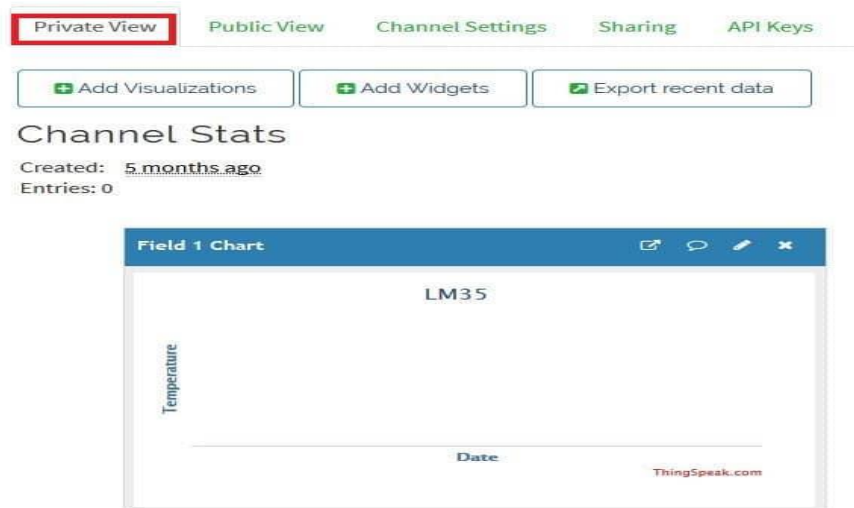 Private View Public View Channel Settings Sharing API Keys
Add Visualizations Add Widgets Export recent data
Channel Stats
Created: 5 months ago
Entries: 0
Field 1 Chart
LM35
Temperature
Date
ThingSpeak.com